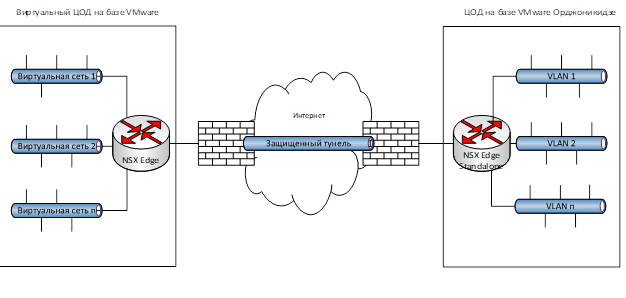 Виртуальный ЦОД на базе VMware
ЦОД на базе VMware Орджоникидзе
Виртуальная сеть 1
VLAN 1
Интернет
Виртуальная сеть 2
NSX Edge
Защищенный тунель
NSX Edge
Standalone
VLAN 2
Виртуальная сеть n
VLAN n